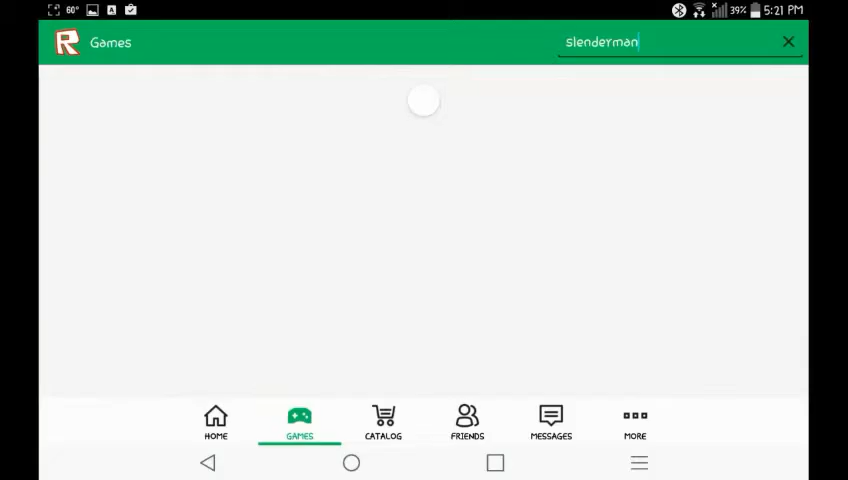 60° A 39% 5:21 PM
R Games slenderman
HOME GAMES CATALOG FRIENDS MESSAGES MORE